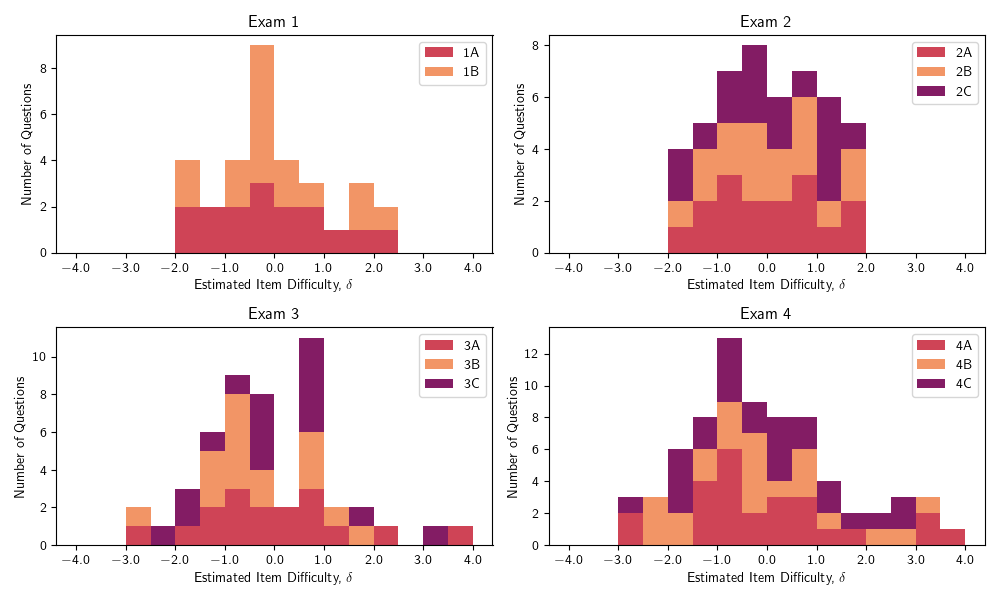 Exam 1
Number of Questions
8
6
4
2
0
1A
1B
−4.0 −3.0 −2.0 −1.0 0.0 1.0 2.0 3.0 4.0
Estimated Item Difficulty, δ
Exam 2
Number of Questions
8
6
4
2
0
2A
2B
2C
−4.0 −3.0 −2.0 −1.0 0.0 1.0 2.0 3.0 4.0
Estimated Item Difficulty, δ
Exam 3
Number of Questions
10
8
6
4
2
0
3A
3B
3C
−4.0 −3.0 −2.0 −1.0 0.0 1.0 2.0 3.0 4.0
Estimated Item Difficulty, δ
Exam 4
Number of Questions
12
10
8
6
4
2
0
4A
4B
4C
−4.0 −3.0 −2.0 −1.0 0.0 1.0 2.0 3.0 4.0
Estimated Item Difficulty, δ